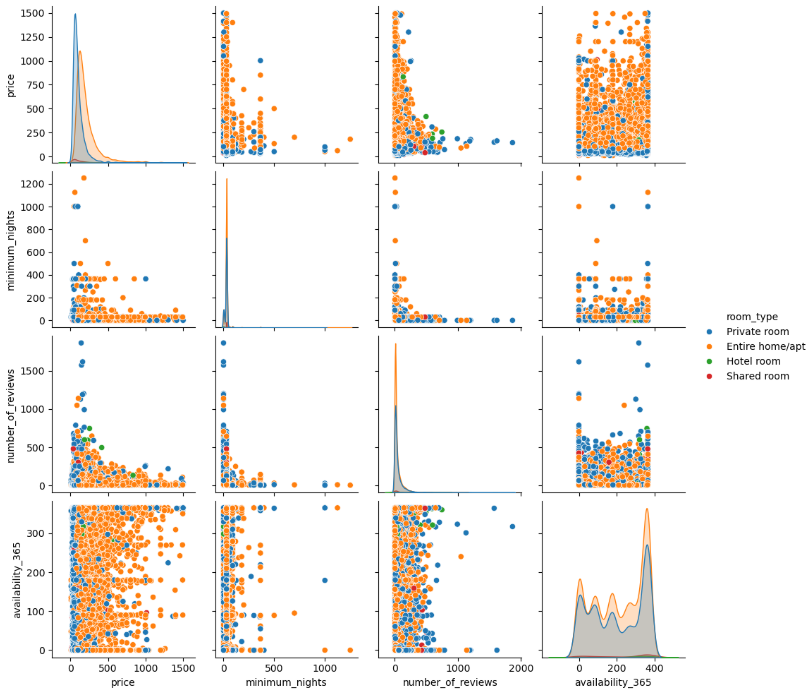 price
1500
1250
1000
750
500
250
0
minimum_nights
1200
1000
800
600
400
200
0
number_of_reviews
1500
1000
500
0
availability_365
300
200
100
0
0 500 1000 1500
0 500 1000
0 1000 2000
0 200 400
price minimum_nights number_of_reviews availability_365
room_type
Private room
Entire home/apt
Hotel room
Shared room